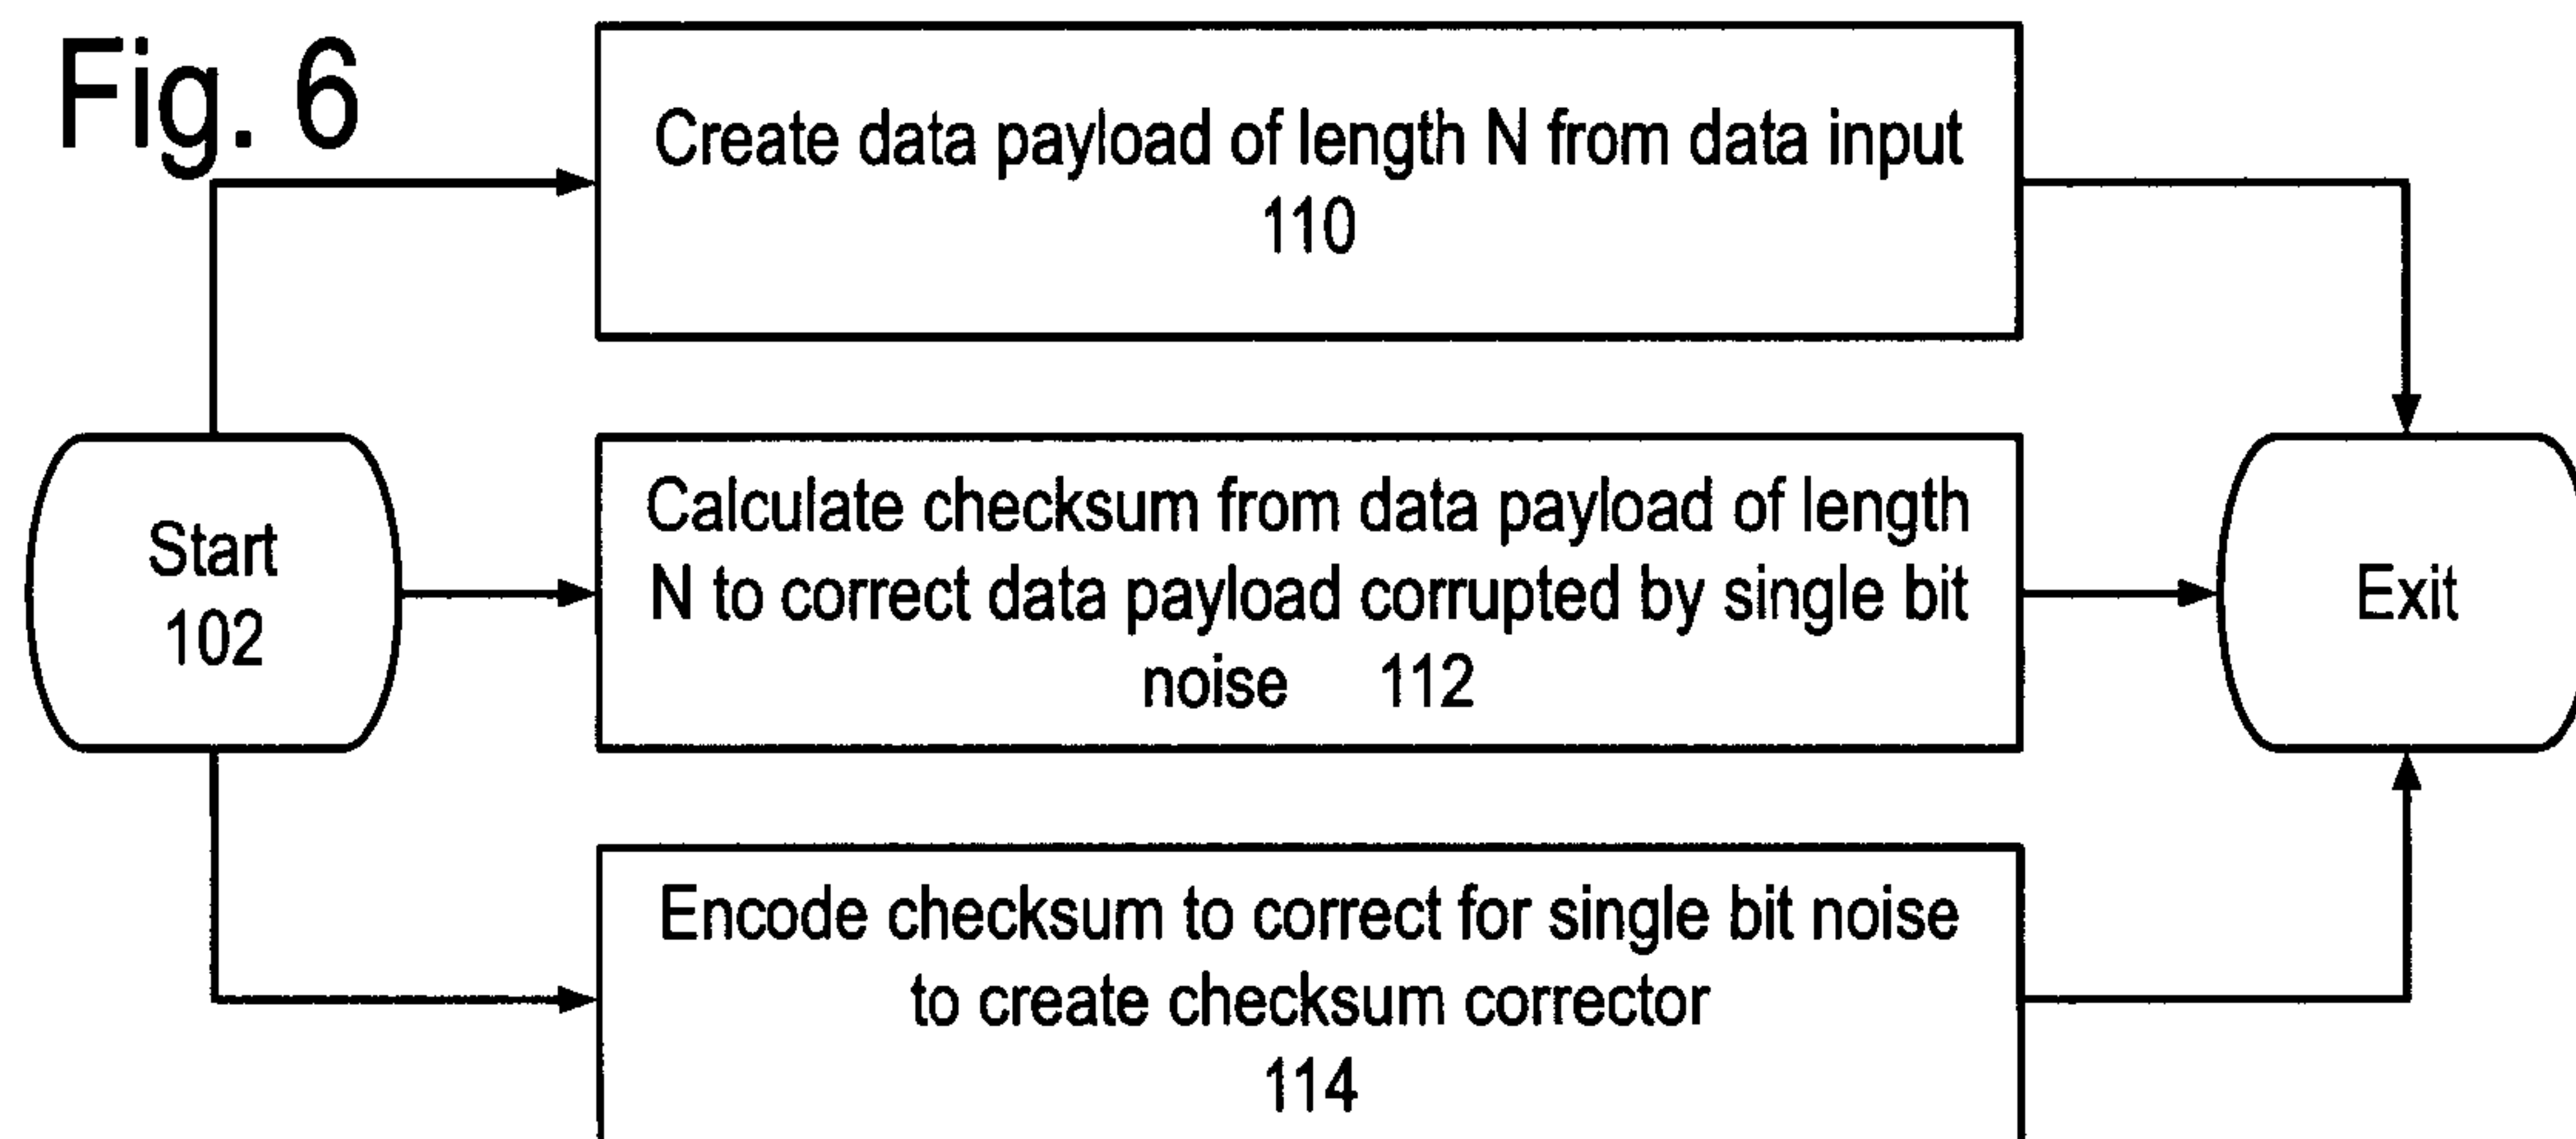 Fig. 6
Create data payload of length N from data input
110
Start
102
Calculate checksum from data payload of length
N to correct data payload corrupted by single bit
noise 112
Exit
Encode checksum to correct for single bit noise
to create checksum corrector
114